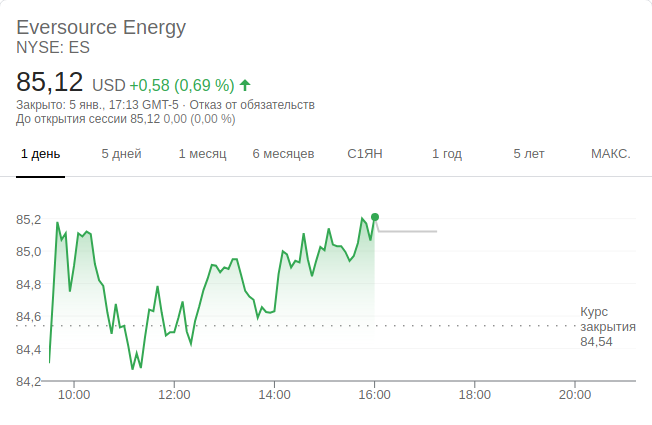 Eversource Energy
NYSE: ES
85,12 USD +0,58 (0,69 %)
Закрыто: 5 янв., 17:13 GMT-5 · Отказ от обязательств
До открытия сессии 85,12 0,00 (0,00 %)
1 день 5 дней 1 месяц 6 месяцев С1ЯН 1 год 5 лет МАКС.
85,2
85,0
84,8
84,6
84,4
84,2
Курс
закрытия
84,54
10:00 12:00 14:00 16:00 18:00 20:00